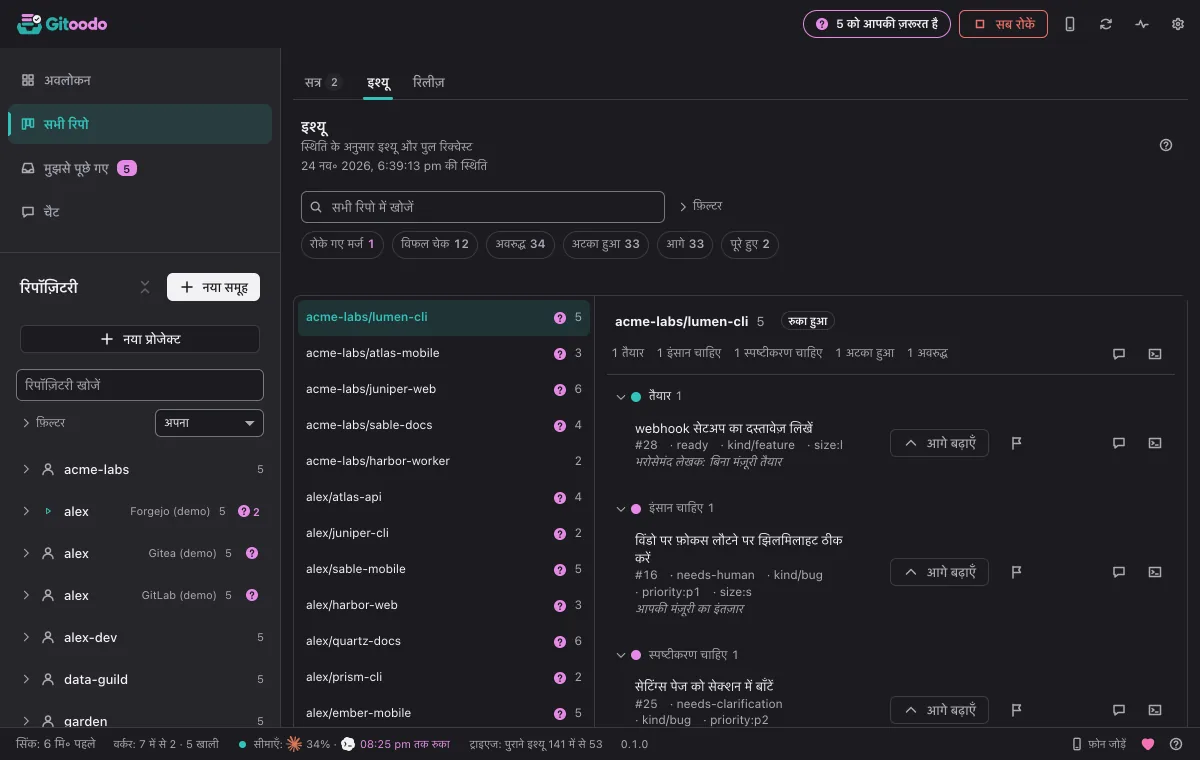 Gitoodo
5 को आपकी ज़रूरत है
सब रोकें
अवलोकन
सभी रिपो
मुझसे पूछे गए 5
चैट
रिपॉज़िटरी
नया समूह
नया प्रोजेक्ट
रिपॉज़िटरी खोजें
फ़िल्टर
अपना
acme-labs 5
alex Forgejo (demo) 5 ? 2
alex Gitea (demo) 5 ?
alex GitLab (demo) 5 ?
alex-dev 5
data-guild 5
garden 5
सत्र 2
इश्यू
रिलीज़
इश्यू
स्थिति के अनुसार इश्यू और पुल रिक्वेस्ट
24 नव॰ 2026, 6:39:13 pm की स्थिति
सभी रिपो में खोजें
फ़िल्टर
रोके गए मर्ज 1
विफल चेक 12
अवरुद्ध 34
अटका हुआ 33
आगे 33
पूरे हुए 2
acme-labs/lumen-cli ? 5
acme-labs/atlas-mobile ? 3
acme-labs/juniper-web ? 6
acme-labs/sable-docs ? 4
acme-labs/harbor-worker 2
alex/atlas-api ? 4
alex/juniper-cli ? 2
alex/sable-mobile ? 5
alex/harbor-web ? 3
alex/quartz-docs ? 6
alex/prism-cli ? 2
alex/ember-mobile ? 5
acme-labs/lumen-cli 5 रुका हुआ
1 तैयार 1 इंसान चाहिए 1 स्पष्टीकरण चाहिए 1 अटका हुआ 1 अवरुद्ध
तैयार 1
webhook सेटअप का दस्तावेज़ लिखें
#28 · ready · kind/feature · size:l
भरोसेमंद लेखक: बिना मंज़ूरी तैयार
आगे बढ़ाएँ
इंसान चाहिए 1
विंडो पर फ़ोकस लौटने पर झिलमिलाहट ठीक
करें
#16 · needs-human · kind/bug
· priority:p1 · size:s
आपकी मंज़ूरी का इंतज़ार
आगे बढ़ाएँ
स्पष्टीकरण चाहिए 1
सेटिंग्स पेज को सेक्शन में बाँटें
#25 · needs-clarification
· kind/bug · priority:p2
आगे बढ़ाएँ
सिंक: 6 मि॰ पहले
वर्कर: 7 में से 2 · 5 खाली
सीमाएँ: 34% · 08:25 pm तक रुका
ट्राइएज: पुराने इश्यू 141 में से 53
0.1.0
फ़ोन जोड़ें